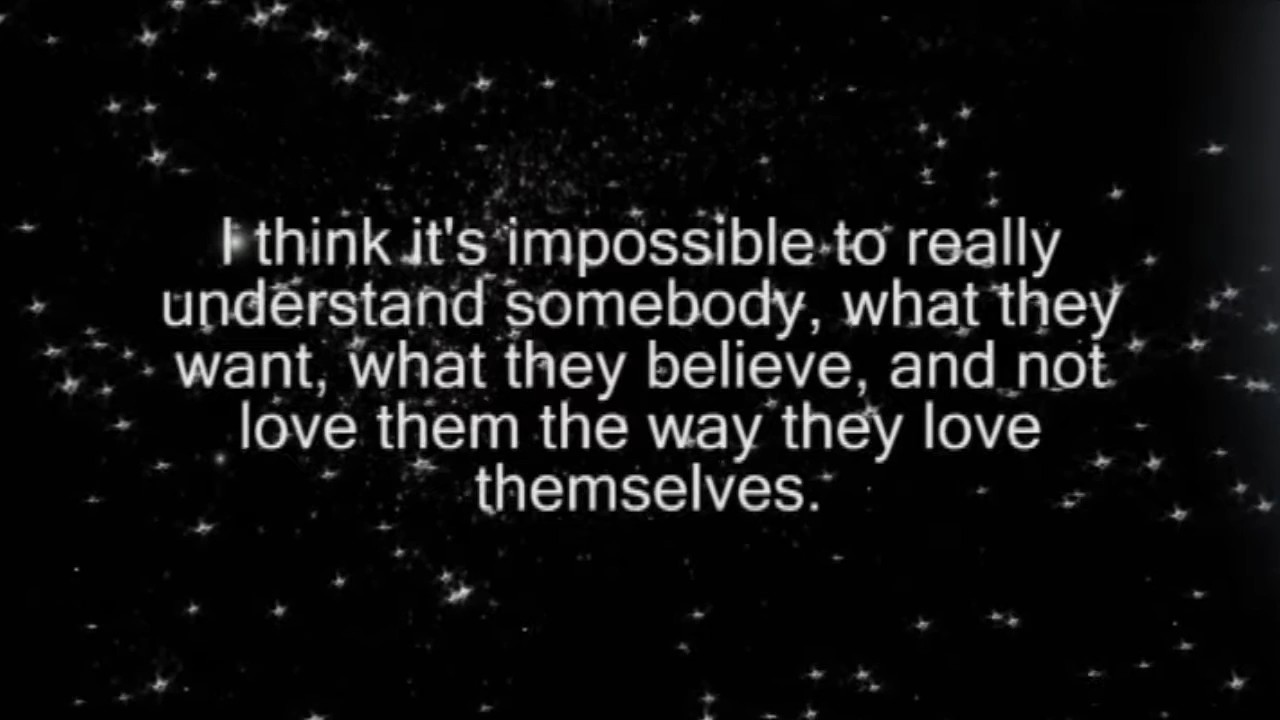 I think it's impossible to really
understand somebody, what they
want, what they believe, and not
love them the way they love
themselves.